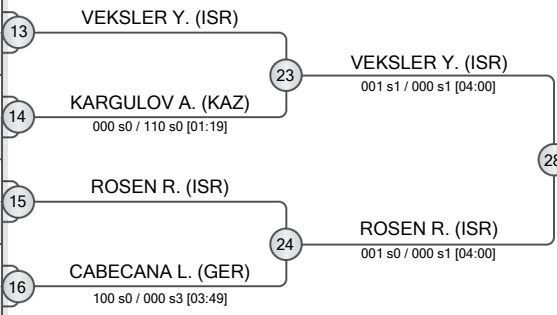 VEKSLER Y. (ISR)
13
23
VEKSLER Y. (ISR)
001 s1 / 000 s1 [04:00]
KARGULOV A. (KAZ)
14
000 s0 / 110 s0 [01:19]
28
ROSEN R. (ISR)
15
24
ROSEN R. (ISR)
001 s0 / 000 s1 [04:00]
CABECANA L. (GER)
16
100 s0 / 000 s3 [03:49]